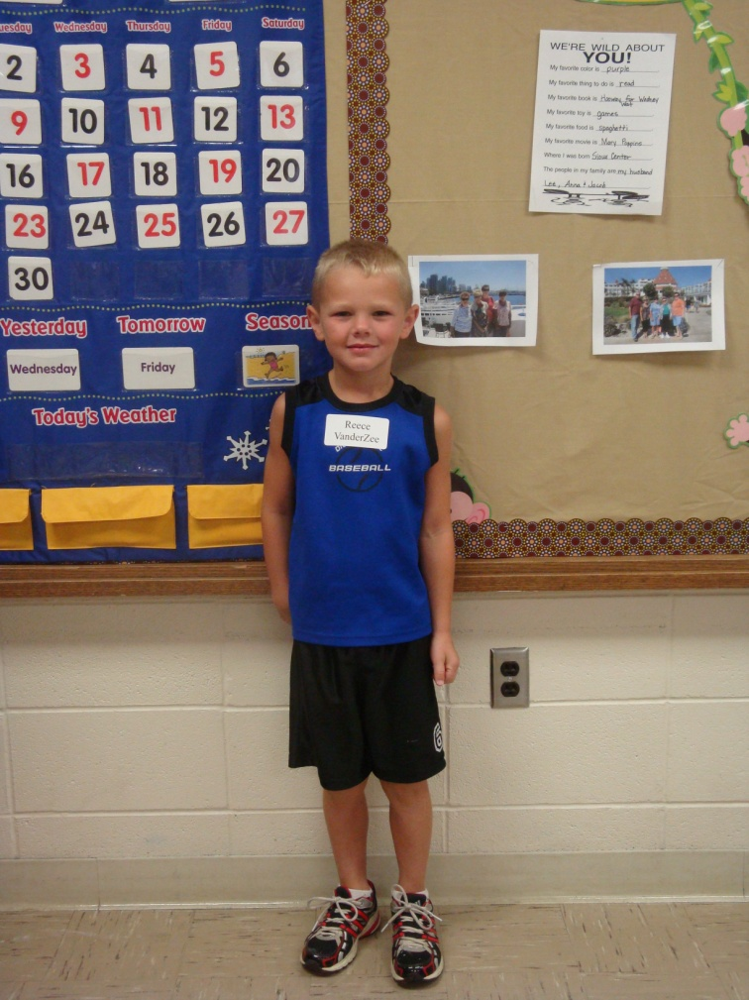 Tuesday Wednesday Thursday Friday Saturday
2 3 4 5 6
9 10 11 12 13
16 17 18 19 20
23 24 25 26 27
30
Yesterday Tomorrow Season
Wednesday Friday
Today's Weather
Reece
VanderZee
BASEBALL
6
WE'RE WILD ABOUT
YOU!
My favorite color is purple
My favorite thing to do is read
My favorite book is Hooway for Wodney
Wat
My favorite toy is games
My favorite food is spaghetti
My favorite movie is Mary Poppins
Where I was born Sioux Center
The people in my family are my husband
Lee, Anna &